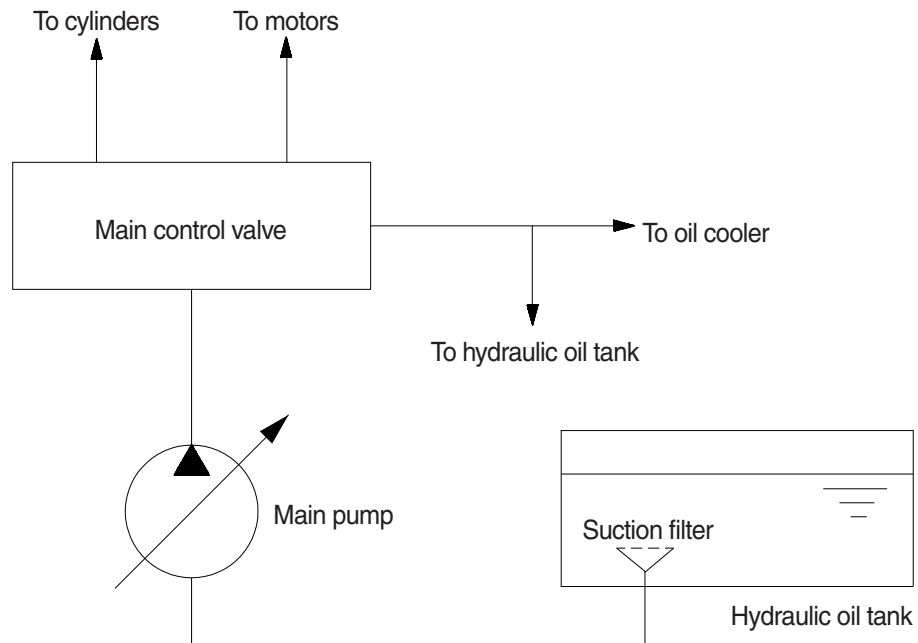 To cylinders
To motors
Main control valve
To oil cooler
To hydraulic oil tank
Main pump
Suction filter
Hydraulic oil tank